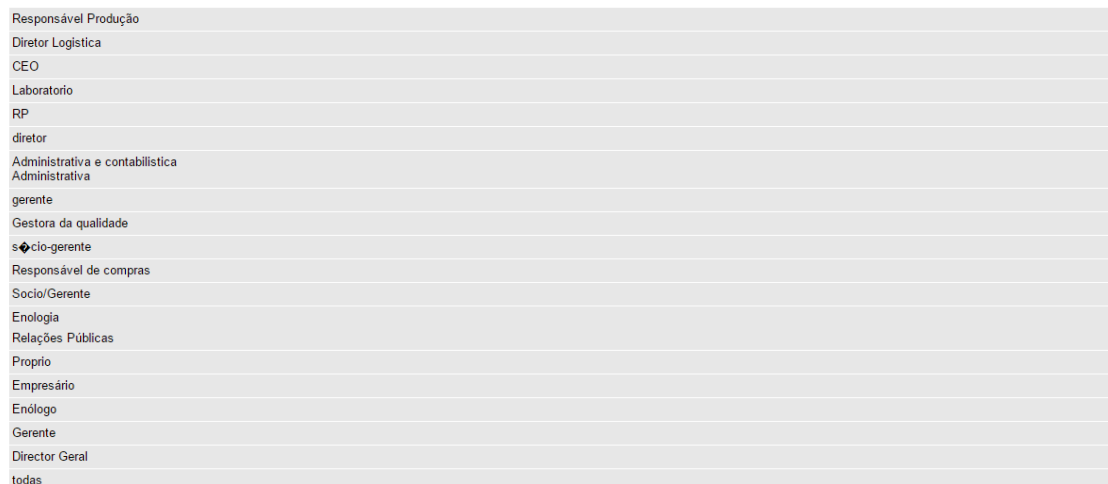 Responsável Produção
Diretor Logistica
CEO
Laboratorio
RP
diretor
Administrativa e contabilistica
Administrativa
gerente
Gestora da qualidade
s�cio-gerente
Responsável de compras
Socio/Gerente
Enologia
Relações Públicas
Proprio
Empresário
Enólogo
Gerente
Director Geral
todas